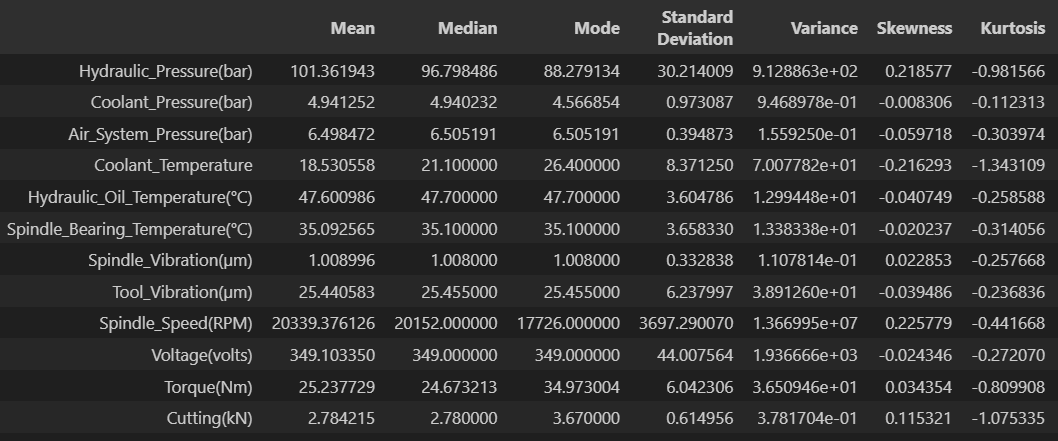 Mean Median Mode Standard Deviation Variance Skewness Kurtosis
Hydraulic_Pressure(bar) 101.361943 96.798486 88.279134 30.214009 9.128863e+02 0.218577 -0.981566
Coolant_Pressure(bar) 4.941252 4.940232 4.566854 0.973087 9.468978e-01 -0.008306 -0.112313
Air_System_Pressure(bar) 6.498472 6.505191 6.505191 0.394873 1.559250e-01 -0.059718 -0.303974
Coolant_Temperature 18.530558 21.100000 26.400000 8.371250 7.007782e+01 -0.216293 -1.343109
Hydraulic_Oil_Temperature(°C) 47.600986 47.700000 47.700000 3.604786 1.299448e+01 -0.040749 -0.258588
Spindle_Bearing_Temperature(°C) 35.092565 35.100000 35.100000 3.658330 1.338338e+01 -0.020237 -0.314056
Spindle_Vibration(µm) 1.008996 1.008000 1.008000 0.332838 1.107814e-01 0.022853 -0.257668
Tool_Vibration(µm) 25.440583 25.455000 25.455000 6.237997 3.891260e+01 -0.039486 -0.236836
Spindle_Speed(RPM) 20339.376126 20152.000000 17726.000000 3697.290070 1.366995e+07 0.225779 -0.441668
Voltage(volts) 349.103350 349.000000 349.000000 44.007564 1.936666e+03 -0.024346 -0.272070
Torque(Nm) 25.237729 24.673213 34.973004 6.042306 3.650946e+01 0.034354 -0.809908
Cutting(kN) 2.784215 2.780000 3.670000 0.614956 3.781704e-01 0.115321 -1.075335